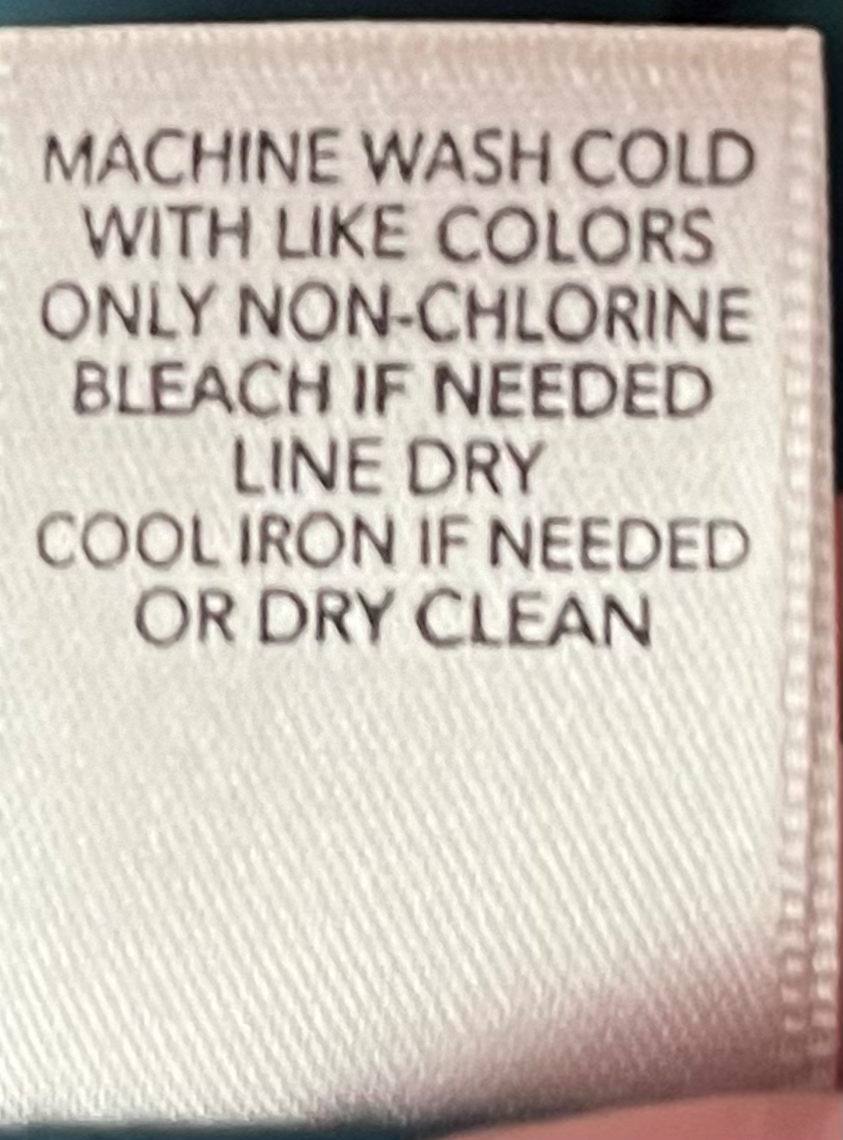 MACHINE WASH COLD
WITH LIKE COLORS
ONLY NON-CHLORINE
BLEACH IF NEEDED
LINE DRY
COOL IRON IF NEEDED
OR DRY CLEAN